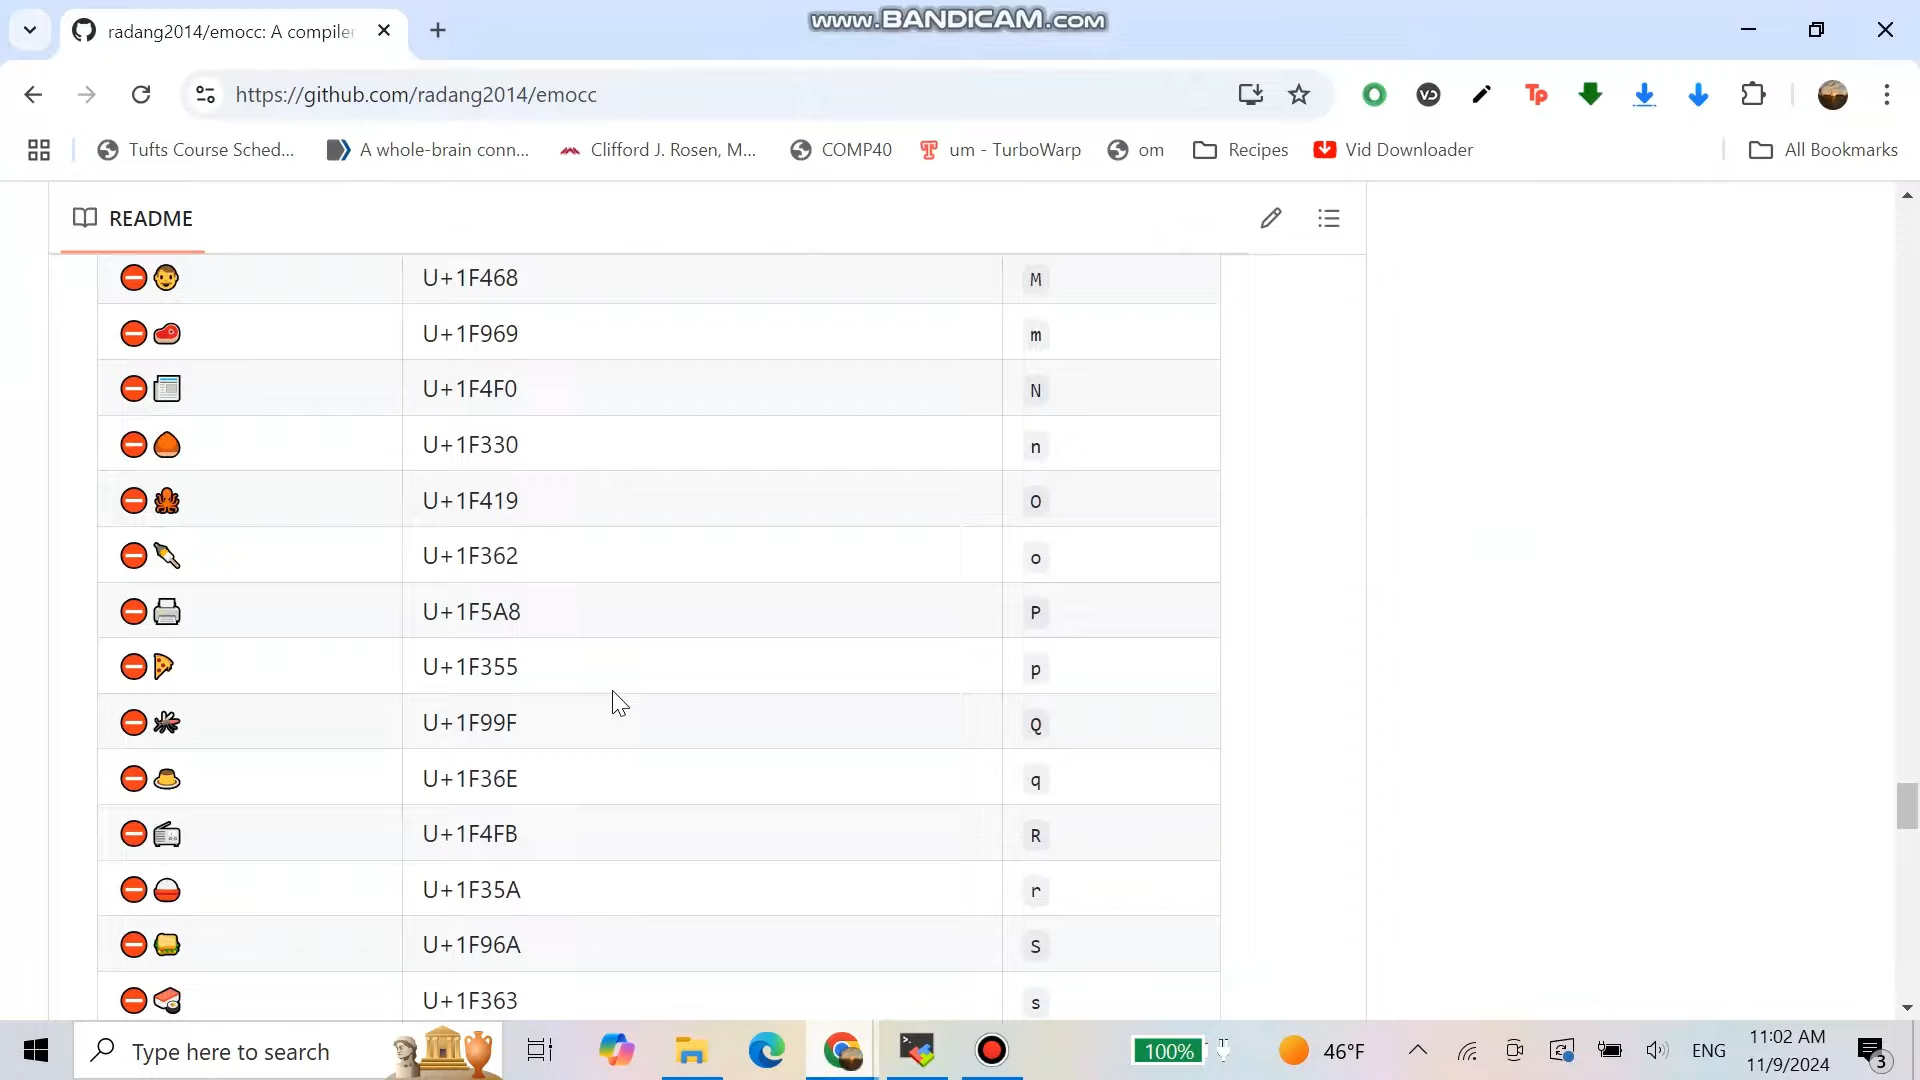 radang2014/emocc: A compiler
www.BANDICAM.com
https://github.com/radang2014/emocc
Tufts Course Sched...
A whole-brain conn...
Clifford J. Rosen, M...
COMP40
um - TurboWarp
om
Recipes
Vid Downloader
All Bookmarks
README
⛔👨 U+1F468 M
⛔🥩 U+1F969 m
⛔📰 U+1F4F0 N
⛔🌰 U+1F330 n
⛔🐙 U+1F419 O
⛔🍢 U+1F362 o
⛔🖨 U+1F5A8 P
⛔🍕 U+1F355 p
⛔🦟 U+1F99F Q
⛔🍮 U+1F36E q
⛔📻 U+1F4FB R
⛔🍚 U+1F35A r
⛔🥪 U+1F96A S
⛔🍣 U+1F363 s
Type here to search
100%
46°F
ENG
11:02 AM
11/9/2024
3